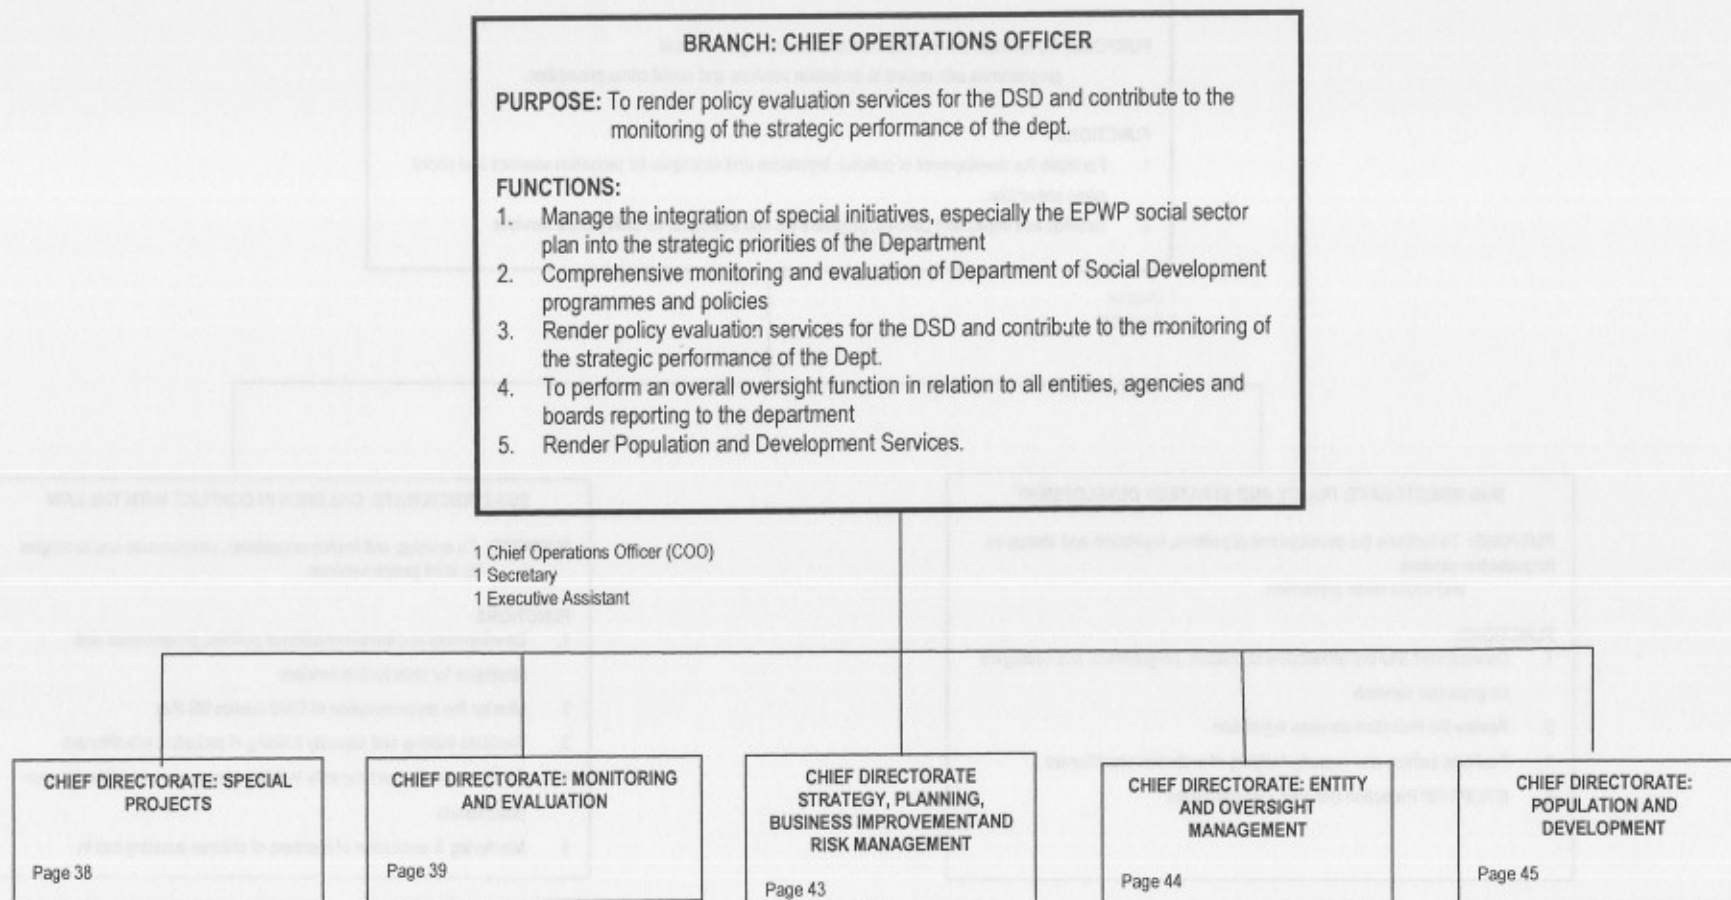 BRANCH: CHIEF OPERTATIONS OFFICER
PURPOSE: To render policy evaluation services for the DSD and contribute to the
monitoring of the strategic performance of the dept.
FUNCTIONS:
1. Manage the integration of special initiatives, especially the EPWP social sector
plan into the strategic priorities of the Department
2. Comprehensive monitoring and evaluation of Department of Social Development
programmes and policies
3. Render policy evaluation services for the DSD and contribute to the monitoring of
the strategic performance of the Dept.
4. To perform an overall oversight function in relation to all entities, agencies and
boards reporting to the department
5. Render Population and Development Services.
1 Chief Operations Officer (COO)
1 Secretary
1 Executive Assistant
CHIEF DIRECTORATE: SPECIAL
PROJECTS
Page 38
CHIEF DIRECTORATE: MONITORING
AND EVALUATION
Page 39
CHIEF DIRECTORATE
STRATEGY, PLANNING,
BUSINESS IMPROVEMENTAND
RISK MANAGEMENT
Page 43
CHIEF DIRECTORATE: ENTITY
AND OVERSIGHT
MANAGEMENT
Page 44
CHIEF DIRECTORATE:
POPULATION AND
DEVELOPMENT
Page 45